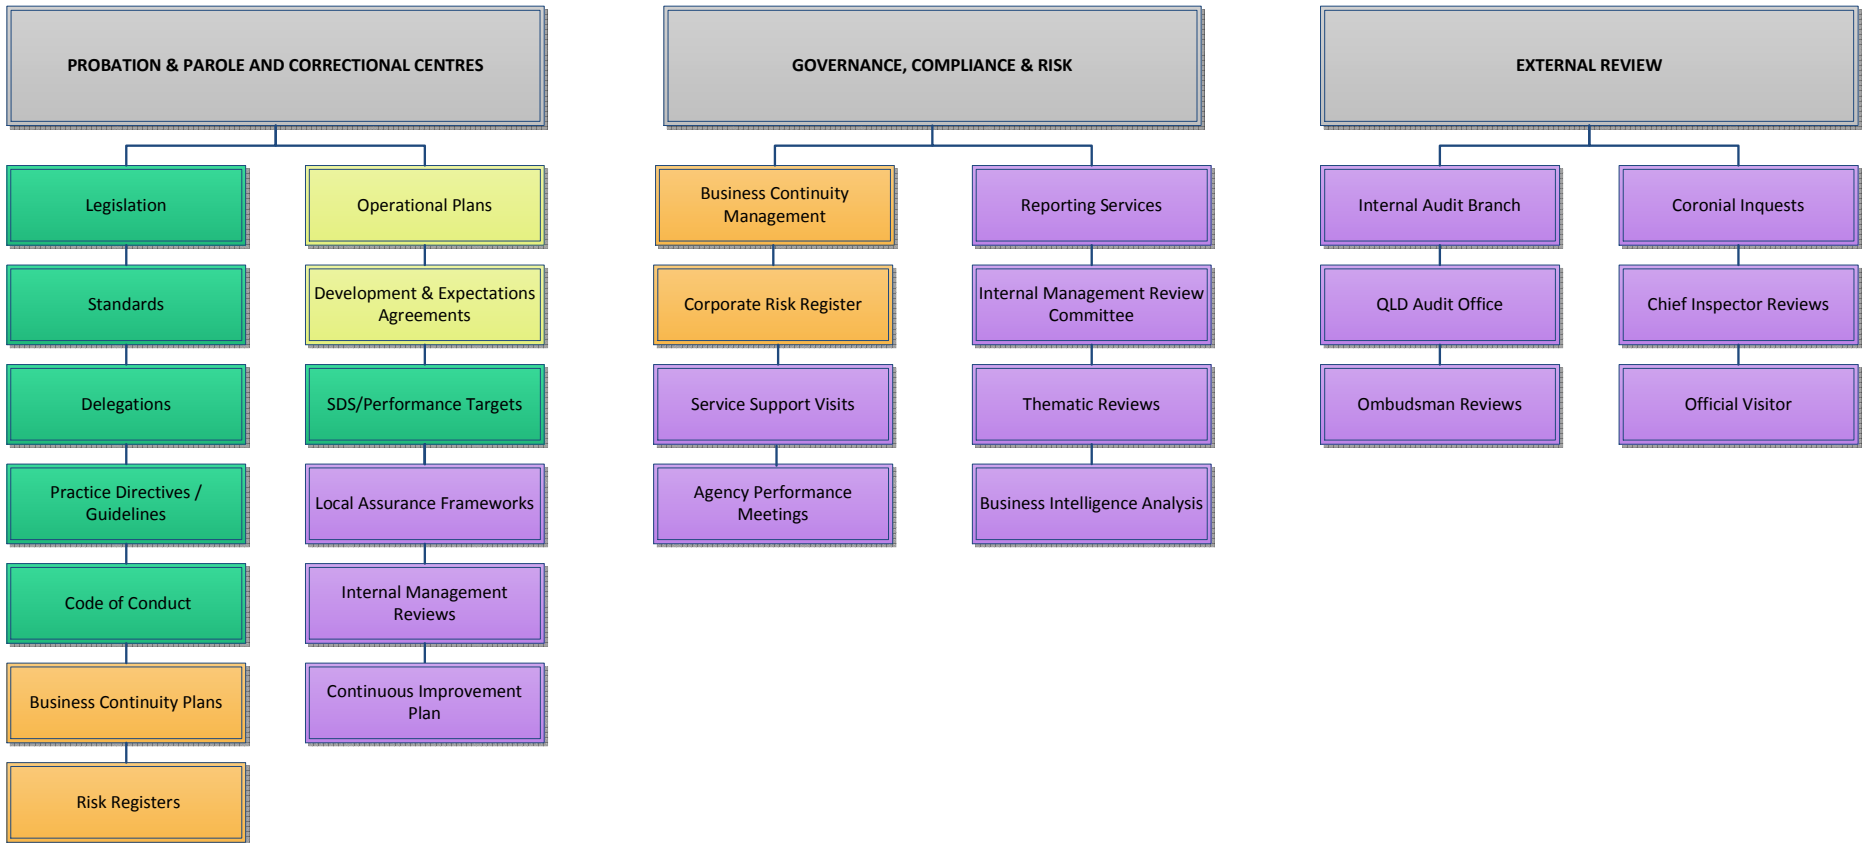 PROBATION & PAROLE AND CORRECTIONAL CENTRES
Legislation
Standards
Delegations
Practice Directives /
Guidelines
Code of Conduct
Business Continuity Plans
Risk Registers
Operational Plans
Development & Expectations
Agreements
SDS/Performance Targets
Local Assurance Frameworks
Internal Management
Reviews
Continuous Improvement
Plan
GOVERNANCE, COMPLIANCE & RISK
Business Continuity
Management
Corporate Risk Register
Service Support Visits
Agency Performance
Meetings
Reporting Services
Internal Management Review
Committee
Thematic Reviews
Business Intelligence Analysis
EXTERNAL REVIEW
Internal Audit Branch
QLD Audit Office
Ombudsman Reviews
Coronial Inquests
Chief Inspector Reviews
Official Visitor